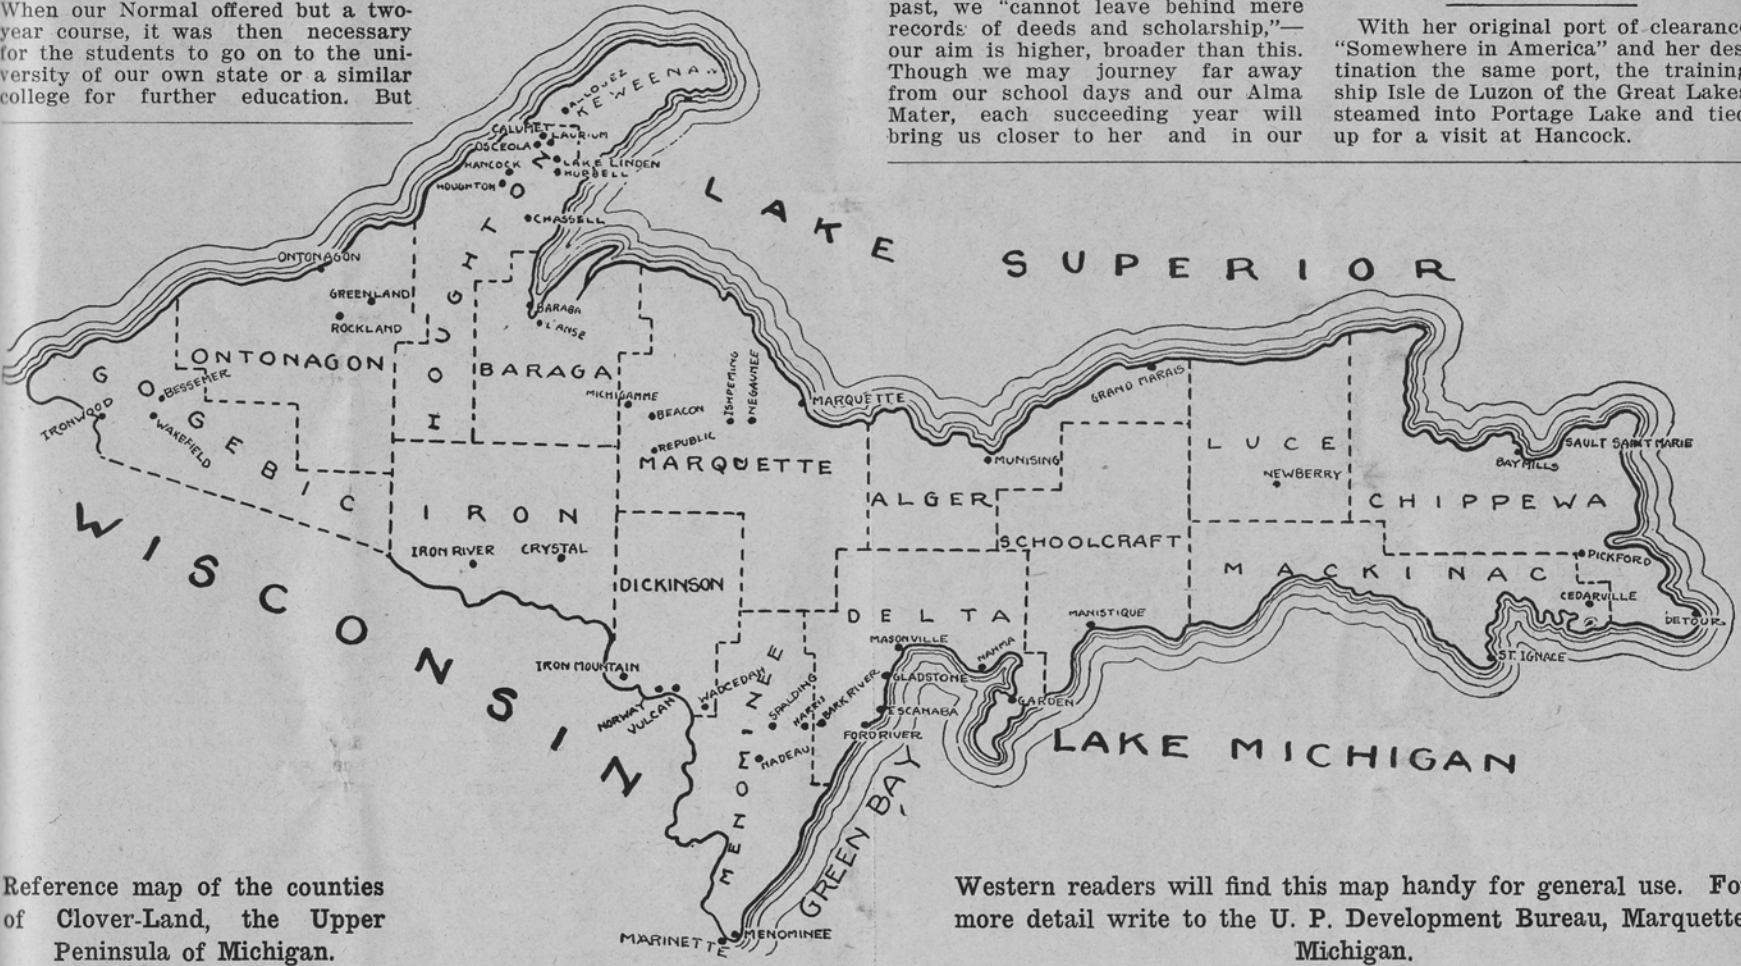 When our Normal offered but a two-
year course, it was then necessary
for the students to go on to the uni-
versity of our own state or a similar
college for further education. But
past, we "cannot leave behind mere
records of deeds and scholarship,"—
our aim is higher, broader than this.
Though we may journey far away
from our school days and our Alma
Mater, each succeeding year will
bring us closer to her and in our
With her original port of clearance
"Somewhere in America" and her des
tination the same port, the training
ship Isle de Luzon of the Great Lakes
steamed into Portage Lake and tied
up for a visit at Hancock.
ALLOUEZ
KEWEENA
CALUMET
LAURIUM
OSCEOLA
HANCOCK
LAKE LINDEN
HUBBELL
HOUGHTON
CHASSELL
HOUGHTON
LAKE SUPERIOR
ONTONAGON
GREENLAND
ROCKLAND
ONTONAGON
BARABA
L'ANSE
BARAGA
GOGEBIC
BESSEMER
IRONWOOD
WAKEFIELD
MICHIGAMME
BEACON
REPUBLIC
ISHPEMING
NEGAUNEE
MARQUETTE
MARQUETTE
GRAND MARAIS
MUNISING
ALGER
LUCE
NEWBERRY
SAULT SAINT MARIE
BAY MILLS
CHIPPEWA
WISCONSIN
IRON
IRON RIVER
CRYSTAL
DICKINSON
SCHOOLCRAFT
MACKINAC
PICKFORD
CEDARVILLE
DETOUR
ST. IGNACE
DELTA
MANISTIQUE
MASONVILLE
NAHMA
GLADSTONE
GARDEN
ESCANABA
FORD RIVER
BARK RIVER
HARRIS
SPALDING
NADEAU
WADCEDAH
IRON MOUNTAIN
NORWAY
VULCAN
MENOMINEE
GREEN BAY
LAKE MICHIGAN
MARINETTE
MENOMINEE
Reference map of the counties
of Clover-Land, the Upper
Peninsula of Michigan.
Western readers will find this map handy for general use. Fo
more detail write to the U. P. Development Bureau, Marquette
Michigan.